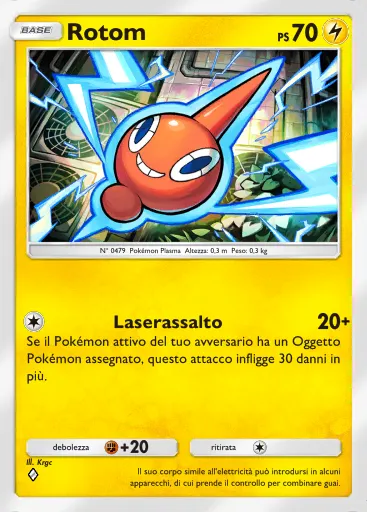 BASE Rotom PS 70
N° 0479 Pokémon Plasma Altezza: 0,3 m Peso: 0,3 kg
Laserassalto 20+
Se il Pokémon attivo del tuo avversario ha un Oggetto
Pokémon assegnato, questo attacco infligge 30 danni in
più.
debolezza +20 ritirata
Ill. Krgc
Il suo corpo simile all'elettricità può introdursi in alcuni
apparecchi, di cui prende il controllo per combinare guai.